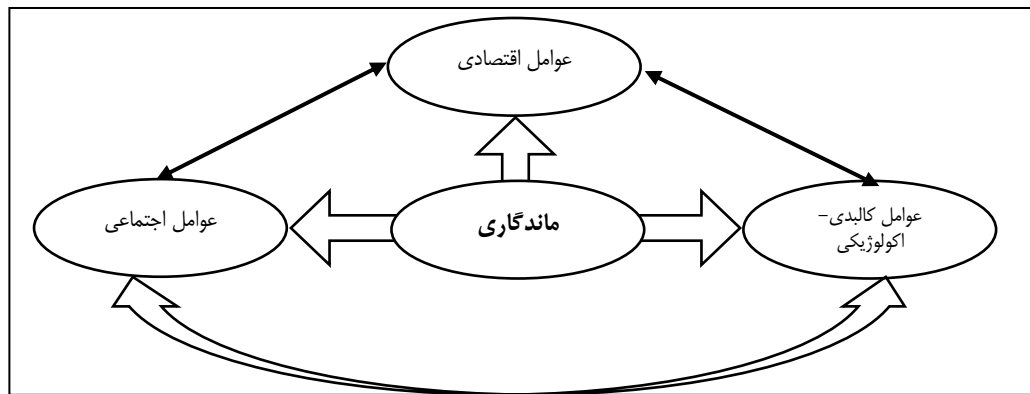 عوامل اقتصادی
عوامل اجتماعی
ماندگاری
عوامل کالبدی-
اکولوژیکی